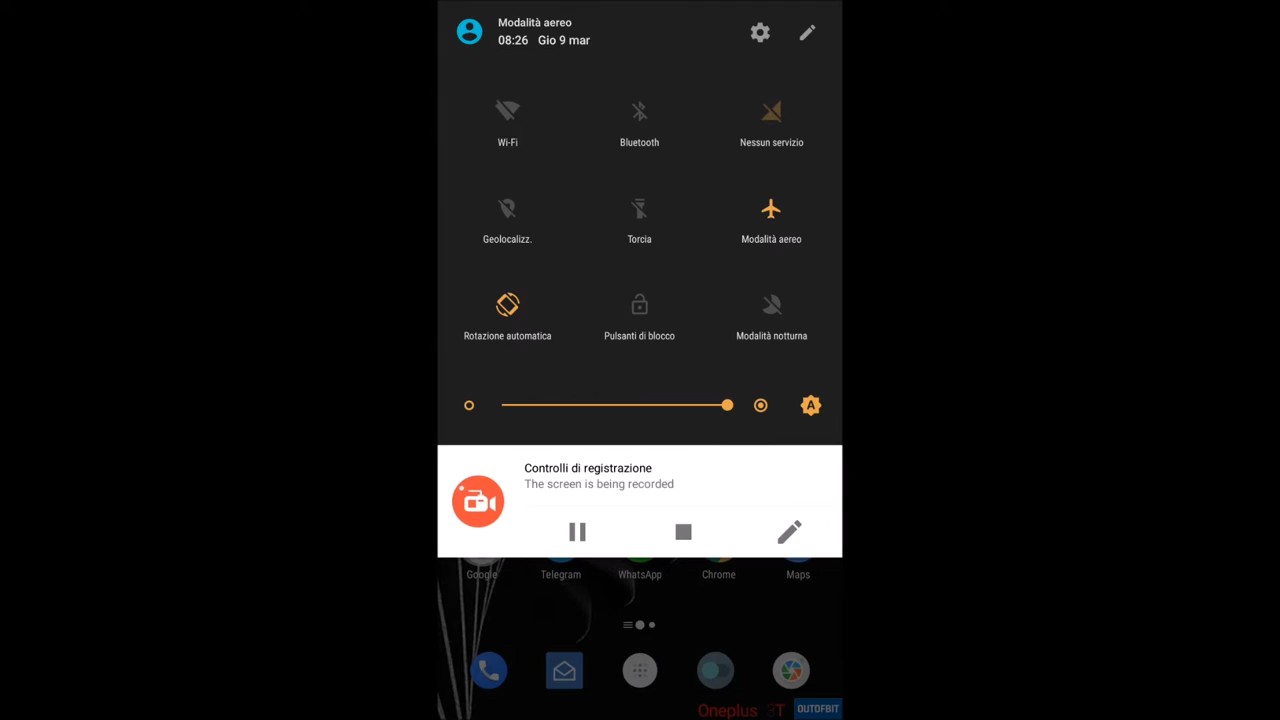 Modalità aereo
08:26 Gio 9 mar
Wi-Fi
Bluetooth
Nessun servizio
Geolocalizz.
Torcia
Modalità aereo
Rotazione automatica
Pulsanti di blocco
Modalità notturna
A
Controlli di registrazione
The screen is being recorded
Google
Telegram
WhatsApp
Chrome
Maps
Oneplus 3T
OUTOFBIT